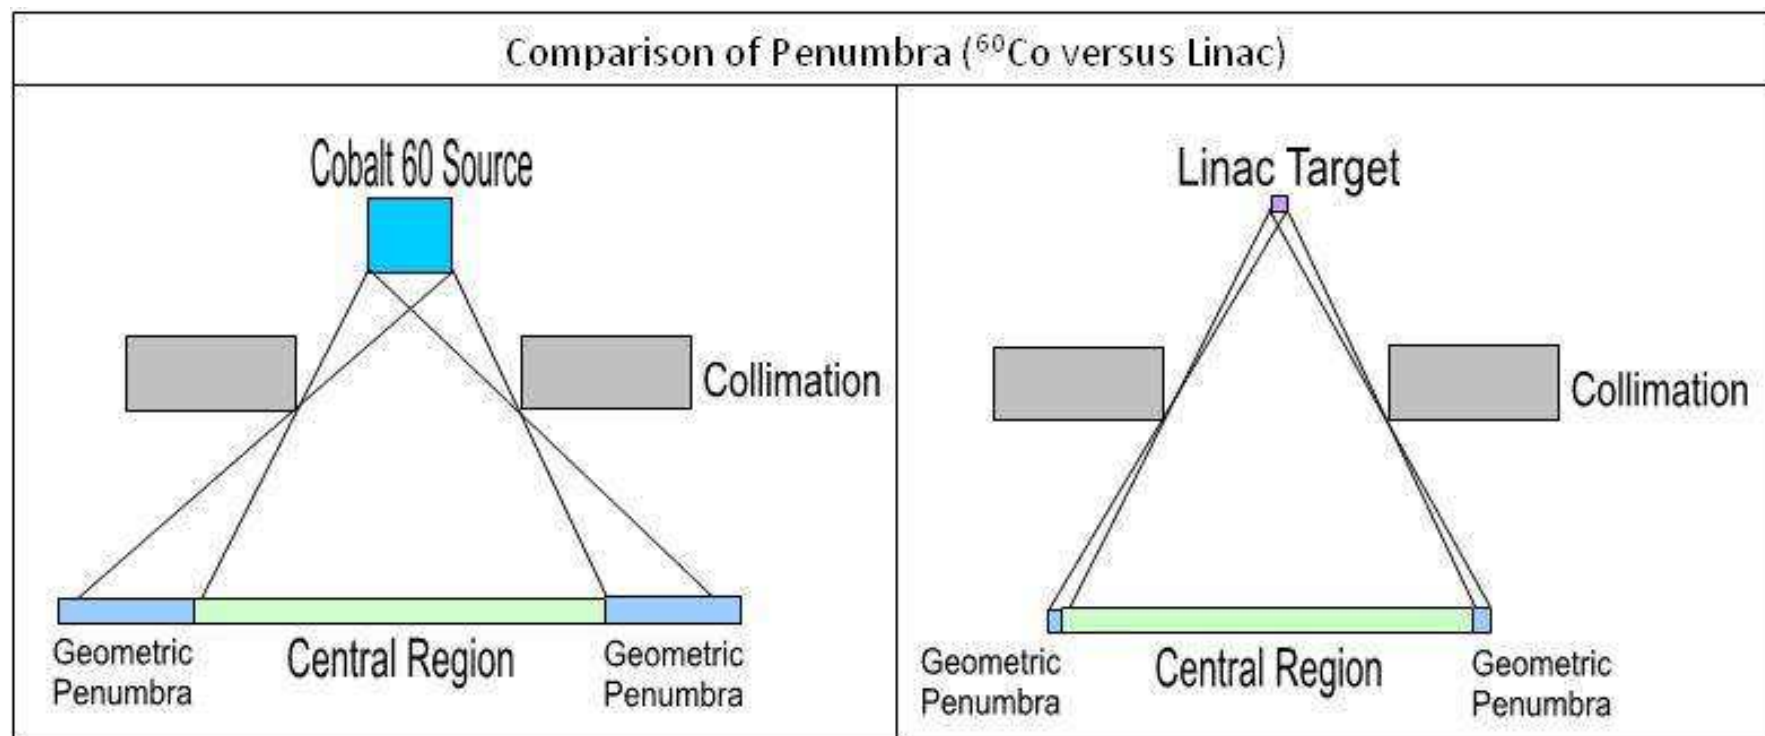 Comparison of Penumbra (⁶⁰Co versus Linac)
Cobalt 60 Source
Collimation
Geometric
Penumbra
Central Region
Geometric
Penumbra
Linac Target
Collimation
Geometric
Penumbra
Central Region
Geometric
Penumbra